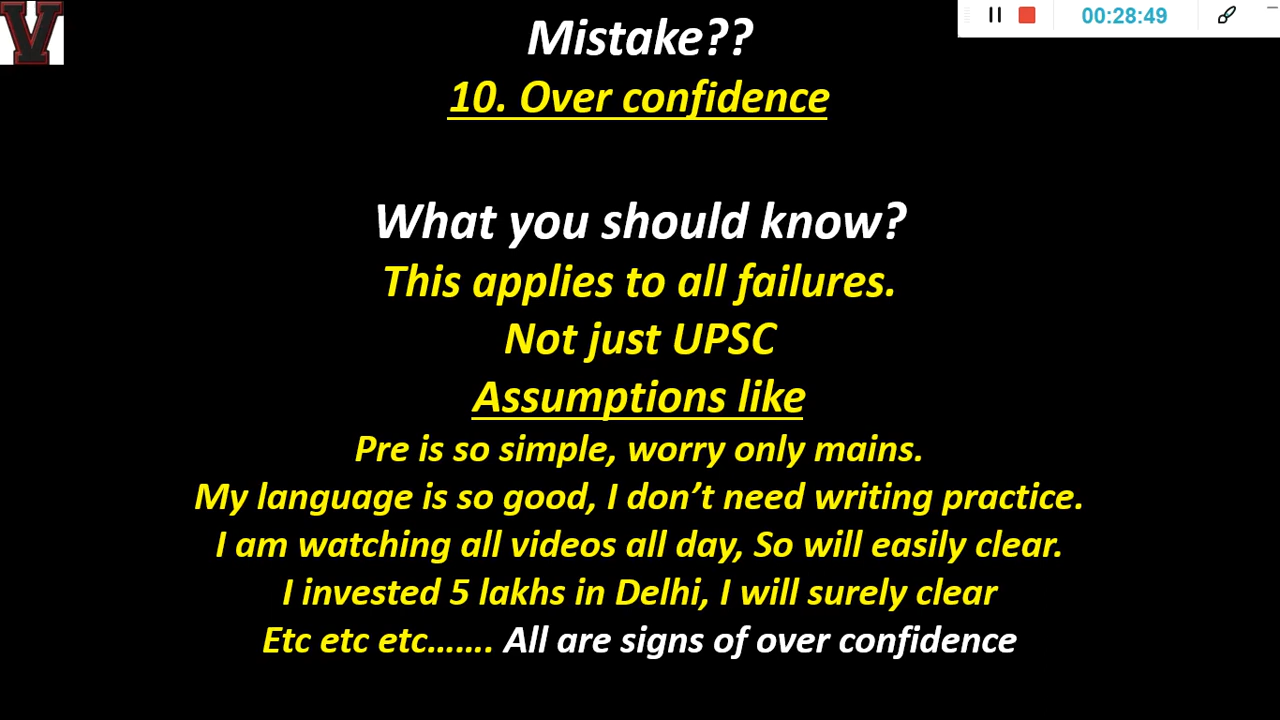 V
00:28:49
Mistake??
10. Over confidence
What you should know?
This applies to all failures.
Not just UPSC
Assumptions like
Pre is so simple, worry only mains.
My language is so good, I don’t need writing practice.
I am watching all videos all day, So will easily clear.
I invested 5 lakhs in Delhi, I will surely clear
Etc etc etc....... All are signs of over confidence